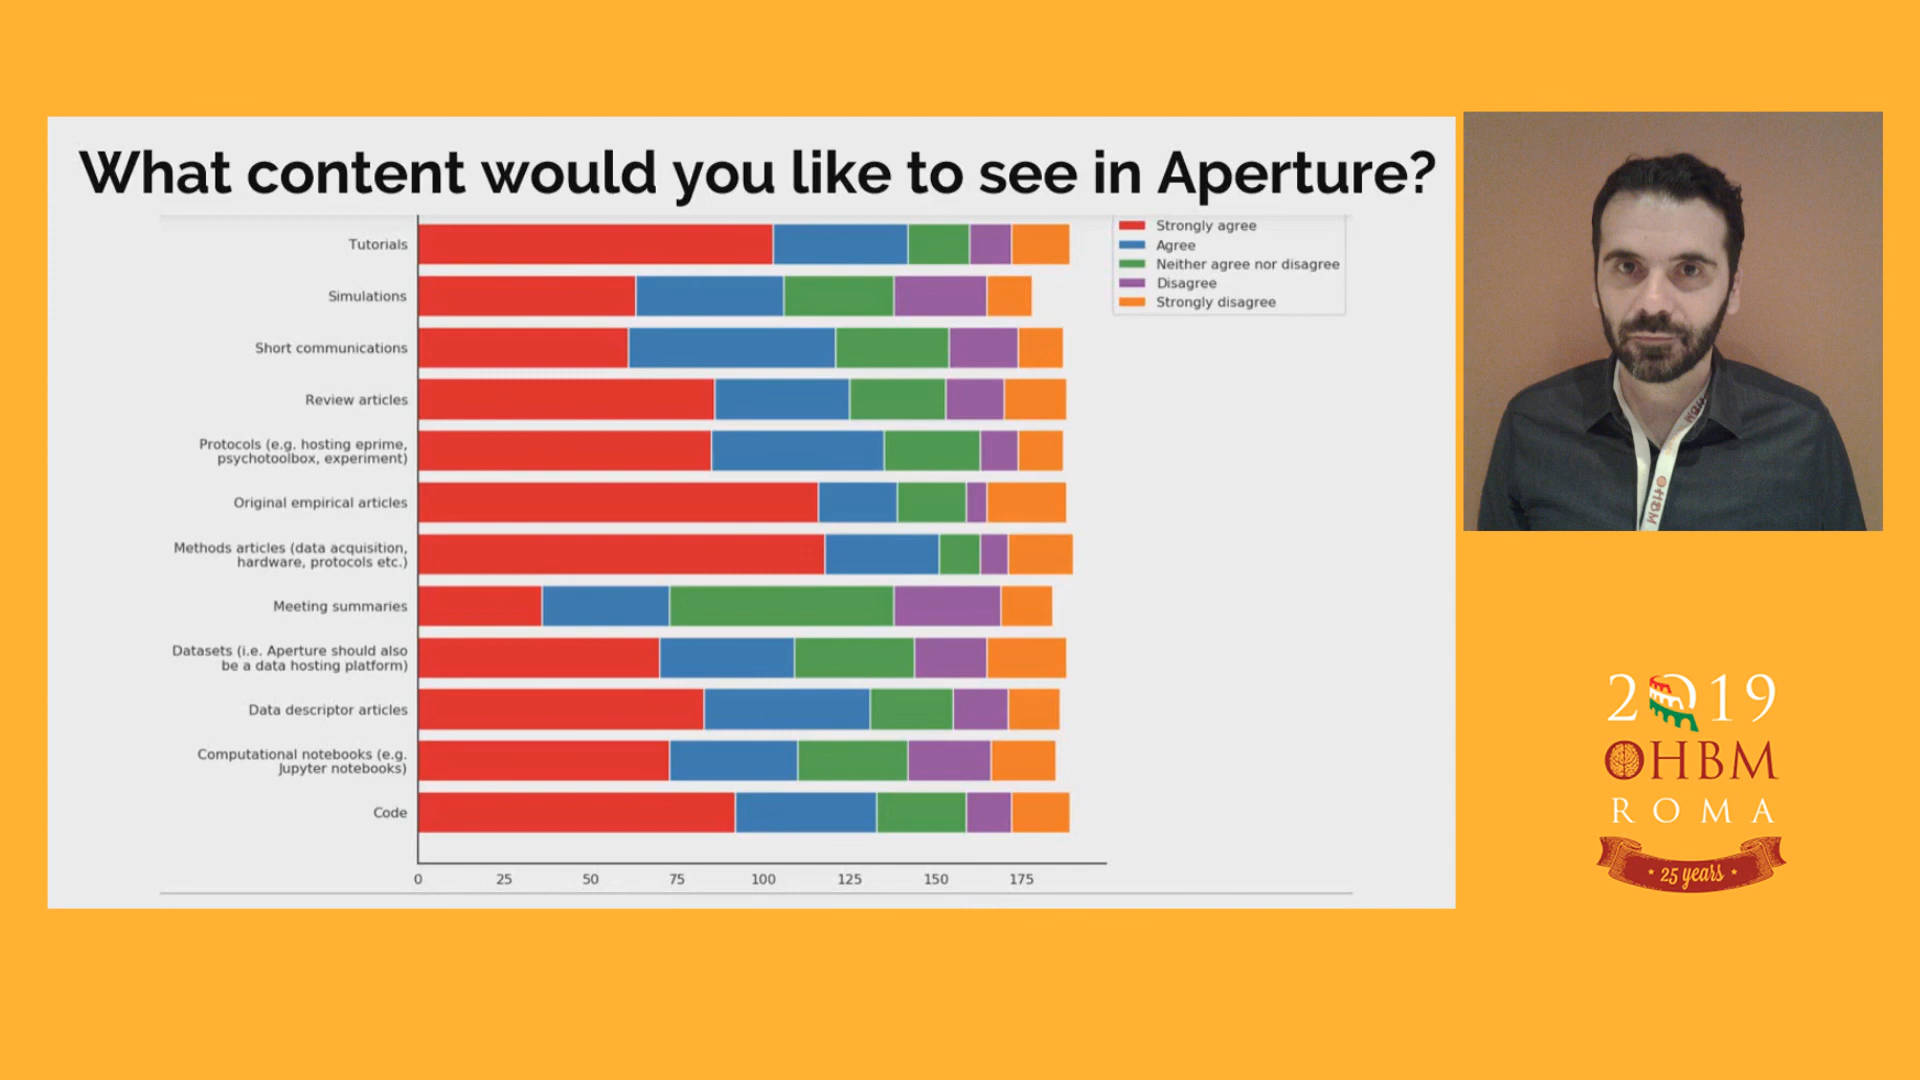 What content would you like to see in Aperture?
Strongly agree
Agree
Neither agree nor disagree
Disagree
Strongly disagree
Tutorials
Simulations
Short communications
Review articles
Protocols (e.g. hosting eprime,
psychotoolbox, experiment)
Original empirical articles
Methods articles (data acquisition,
hardware, protocols etc.)
Meeting summaries
Datasets (i.e. Aperture should also
be a data hosting platform)
Data descriptor articles
Computational notebooks (e.g.
Jupyter notebooks)
Code
0 25 50 75 100 125 150 175
OHBM
2019
OHBM
ROMA
25 years